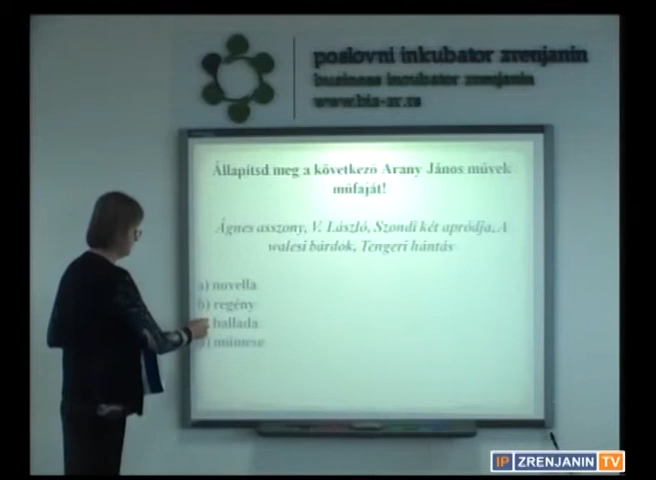 poslovni inkubator zrenjanin
business incubator zrenjanin
www.bis-zr.rs
Állapítsd meg a következő Arany János művek
műfaját!
Ágnes asszony, V. László, Szondi két apródja, A
walesi bárdok, Tengeri hántás
a) novella
b) regény
ballada
d) műmese
IP ZRENJANIN TV